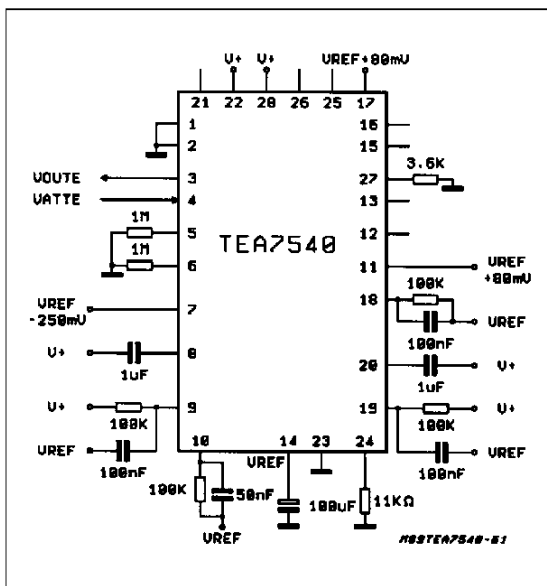 V+ V+ VREF+80mV
21 22 28 26 25 17
1 16
2 15
3.6K
VOUTE 3 27
VATTE 4 13
1M
5 TEA7540 12
1M
6 11 VREF
+80mV
100K
18
VREF
-250mV 7
100nF VREF
V+ 8 20 V+
1uF 1uF
V+ 9 19 V+
100K 100K
VREF 10 14 23 24 VREF
100nF VREF 100nF
100K 50nF 100uF 11KΩ
VREF
M89TEA7540-51